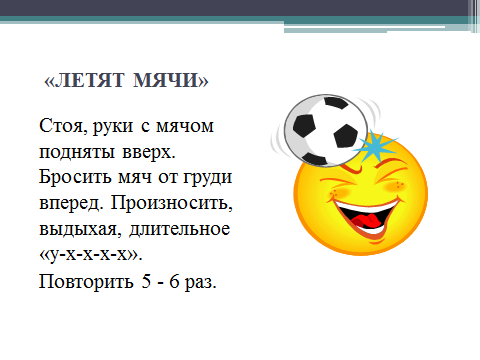 «ЛЕТЯТ МЯЧИ»
Стоя, руки с мячом
подняты вверх.
Бросить мяч от груди
вперед. Произносить,
выдыхая, длительное
«у-х-х-х-х».
Повторить 5 - 6 раз.